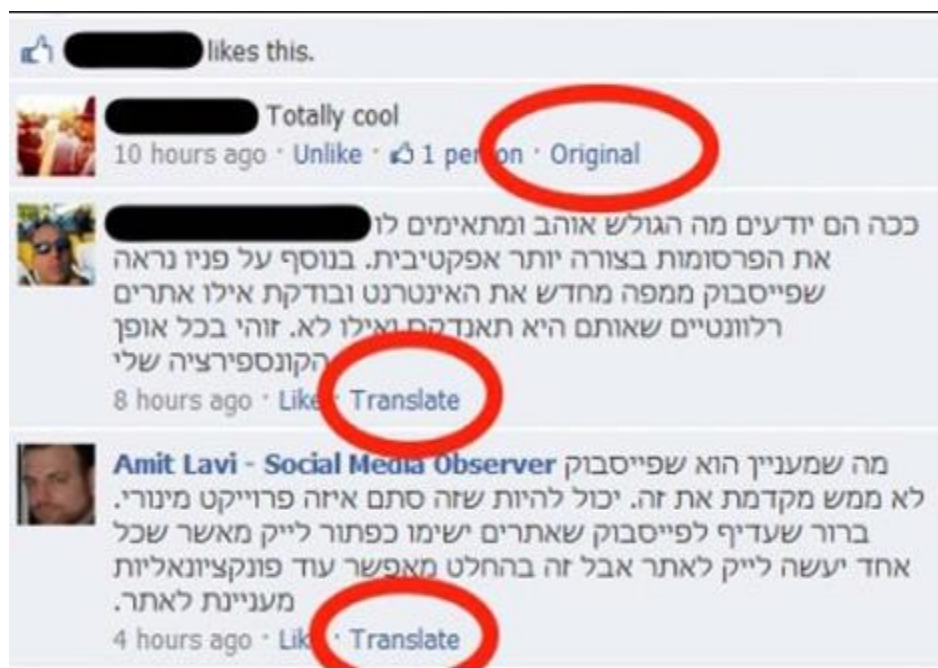 likes this.
Totally cool
10 hours ago · Unlike · 1 person · Original
ככה הם יודעים מה הגולש אוהב ומתאימים לו
את הפרסומות בצורה יותר אפקטיבית. בנוסף על פניו נראה
שפייסבוק ממפה מחדש את האינטרנט ובודקת אילו אתרים
רלוונטיים שאותם היא תאנדקס ואילו לא. זוהי בכל אופן
הקונספירציה שלי
8 hours ago · Like · Translate
Amit Lavi - Social Media Observer מה שמעניין הוא שפייסבוק
לא ממש מקדמת את זה. יכול להיות שזה סתם איזה פרוייקט מינורי.
ברור שעדיף לפייסבוק שאתרים ישימו כפתור לייק מאשר שכל
אחד יעשה לייק לאתר אבל זה בהחלט מאפשר עוד פונקציונאליות
מעניינת לאתר.
4 hours ago · Like · Translate